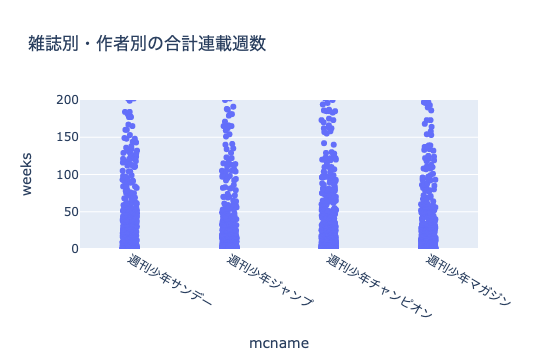 雑誌別・作者別の合計連載週数
200
150
100
50
0
weeks
週刊少年サンデー
週刊少年ジャンプ
週刊少年チャンピオン
週刊少年マガジン
mcname